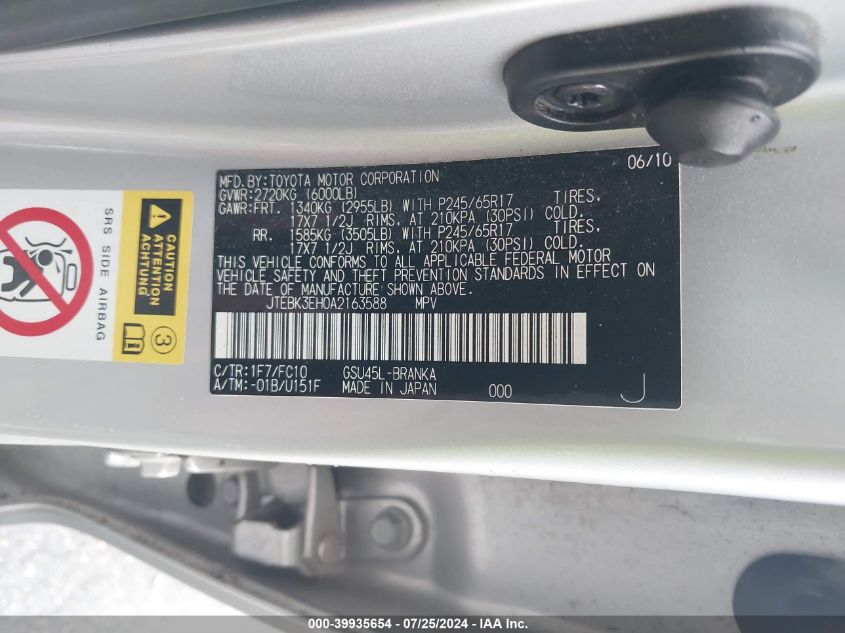 06/10
MFD.BY:TOYOTA MOTOR CORPORATION
GVWR:2720KG (6000LB)
GAWR:FRT. 1340KG (2955LB) WITH P245/65R17 TIRES.
17X7 1/2J RIMS, AT 210KPA (30PSI) COLD.
RR. 1585KG (3505LB) WITH P245/65R17 TIRES.
17X7 1/2J RIMS, AT 210KPA (30PSI) COLD.
THIS VEHICLE CONFORMS TO ALL APPLICABLE FEDERAL MOTOR
VEHICLE SAFETY AND THEFT PREVENTION STANDARDS IN EFFECT ON
THE DATE OF MANUFACTURE SHOWN ABOVE.
JTEBK3EH0A2163588 MPV
C/TR:1F7/FC10 GSU45L-BRANKA
A/TM:-01B/U151F MADE IN JAPAN 000
J
SRS SIDE AIRBAG
CAUTION
ATTENTION
ACHTUNG
3
000-39935654 - 07/25/2024 - IAA Inc.